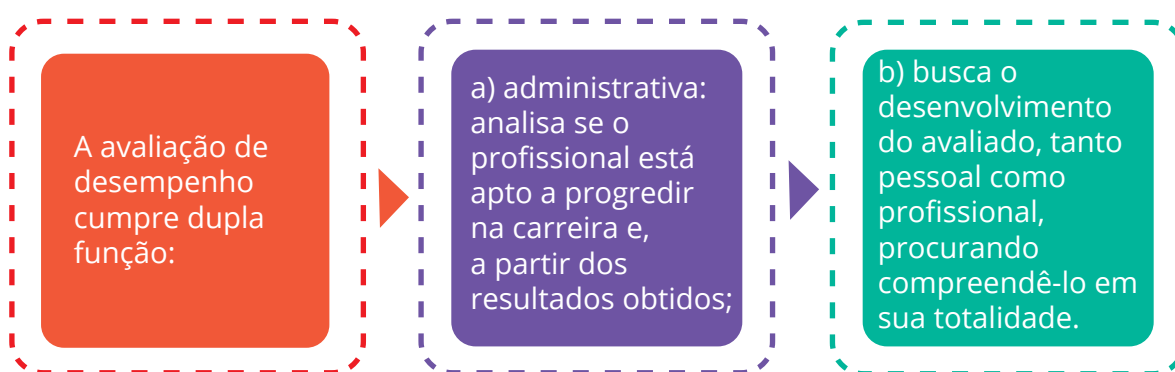 A avaliação de
desempenho
cumpre dupla
função:
a) administrativa:
analisa se o
profissional está
apto a progredir
na carreira e,
a partir dos
resultados obtidos;
b) busca o
desenvolvimento
do avaliado, tanto
pessoal como
profissional,
procurando
compreendê-lo em
sua totalidade.